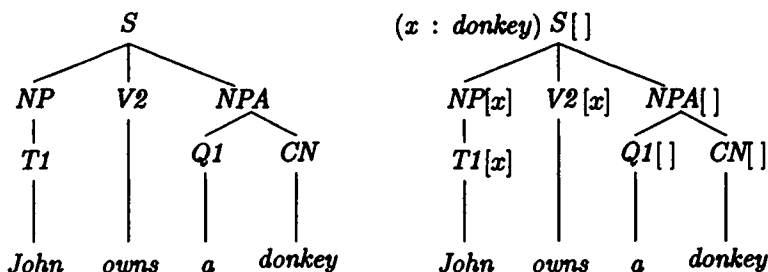 S (x : donkey) S[ ]
NP V2 NPA NP[x] V2[x] NPA[ ]
T1 Q1 CN T1[x] Q1[ ] CN[ ]
John owns a donkey John owns a donkey